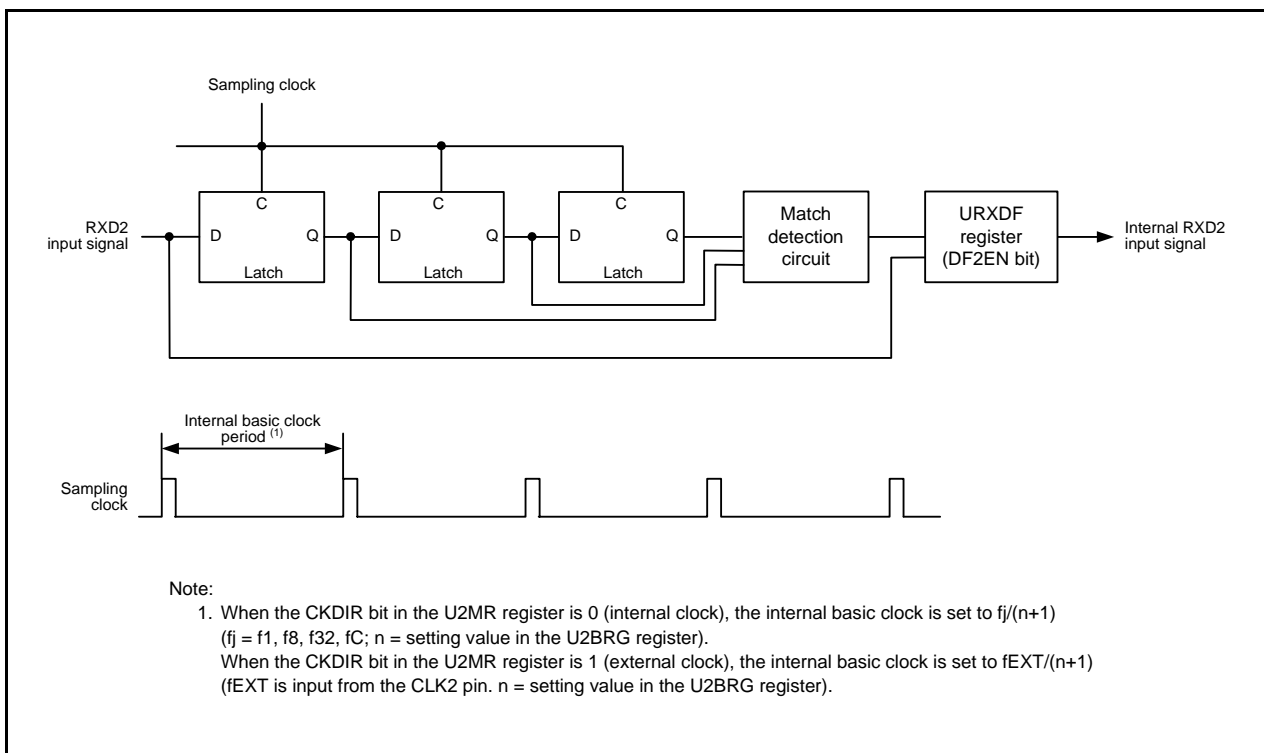 Sampling clock
C
C
C
RXD2
input signal
D
Q
Latch
D
Q
Latch
D
Q
Latch
Match
detection
circuit
URXDF
register
(DF2EN bit)
Internal RXD2
input signal
Internal basic clock
period (1)
Sampling
clock
Note:
1. When the CKDIR bit in the U2MR register is 0 (internal clock), the internal basic clock is set to fj/(n+1)
(fj = f1, f8, f32, fC; n = setting value in the U2BRG register).
When the CKDIR bit in the U2MR register is 1 (external clock), the internal basic clock is set to fEXT/(n+1)
(fEXT is input from the CLK2 pin. n = setting value in the U2BRG register).